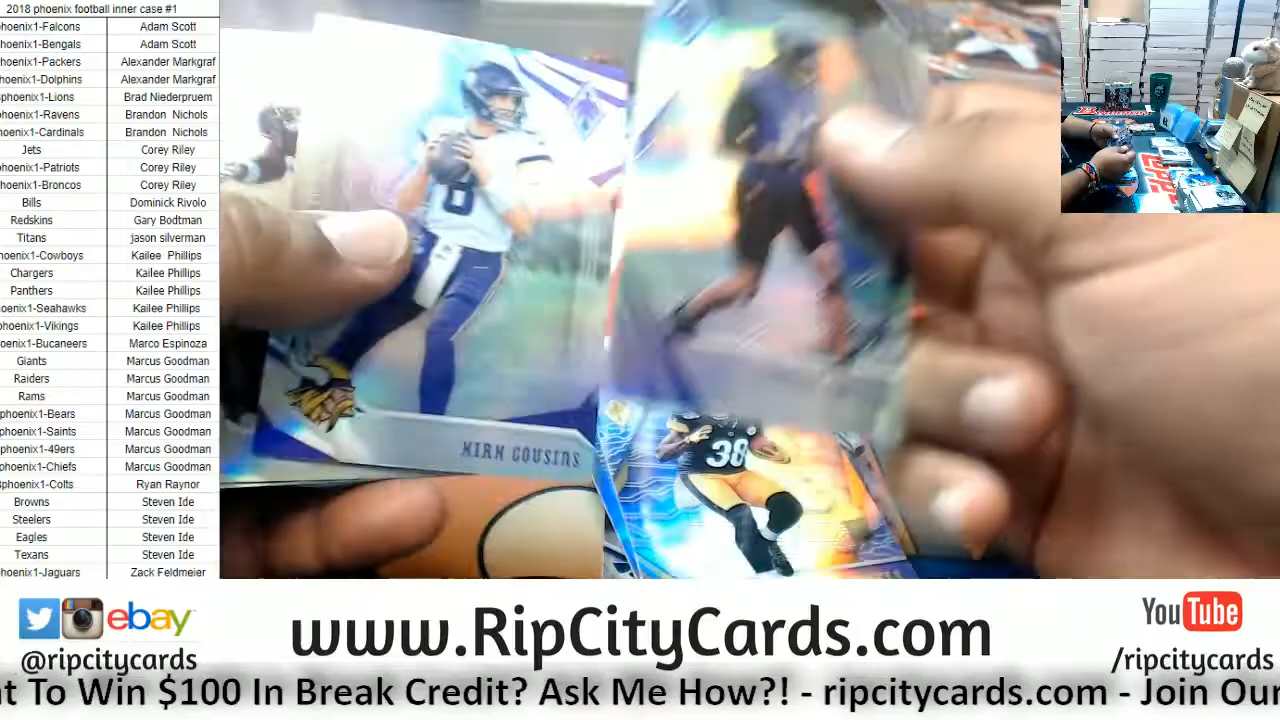 2018 phoenix football inner case #1
hoenix1-Falcons Adam Scott
hoenix1-Bengals Adam Scott
hoenix1-Packers Alexander Markgraf
hoenix1-Dolphins Alexander Markgraf
phoenix1-Lions Brad Niederpruem
hoenix1-Ravens Brandon Nichols
oenix1-Cardinals Brandon Nichols
Jets Corey Riley
phoenix1-Patriots Corey Riley
hoenix1-Broncos Corey Riley
Bills Dominick Rivolo
Redskins Gary Bodtman
Titans jason silverman
hoenix1-Cowboys Kailee Phillips
Chargers Kailee Phillips
Panthers Kailee Phillips
hoenix1-Seahawks Kailee Phillips
phoenix1-Vikings Kailee Phillips
oenix1-Bucaneers Marco Espinoza
Giants Marcus Goodman
Raiders Marcus Goodman
Rams Marcus Goodman
phoenix1-Bears Marcus Goodman
phoenix1-Saints Marcus Goodman
phoenix1-49ers Marcus Goodman
phoenix1-Chiefs Marcus Goodman
phoenix1-Colts Ryan Raynor
Browns Steven Ide
Steelers Steven Ide
Eagles Steven Ide
Texans Steven Ide
hoenix1-Jaguars Zack Feldmeier
8
KIRK COUSINS
38
TOPPS
ebay
@ripcitycards
www.RipCityCards.com
YouTube
/ripcitycards
t To Win $100 In Break Credit? Ask Me How?! - ripcitycards.com - Join Our